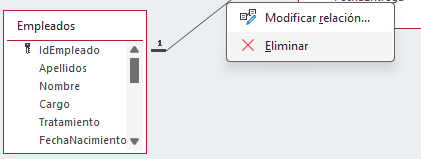 Empleados
IdEmpleado
Apellidos
Nombre
Cargo
Tratamiento
FechaNacimiento
1
Modificar relación...
Eliminar